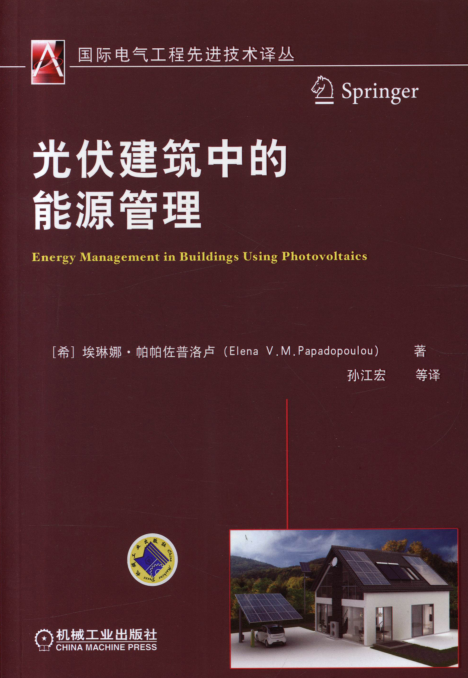 国际电气工程先进技术译丛
Springer
光伏建筑中的
能源管理
Energy Management in Buildings Using Photovoltaics
［希］埃琳娜·帕帕佐普洛卢（Elena V.M.Papadopoulou） 著
孙江宏 等译
机械工业出版社
CHINA MACHINE PRESS